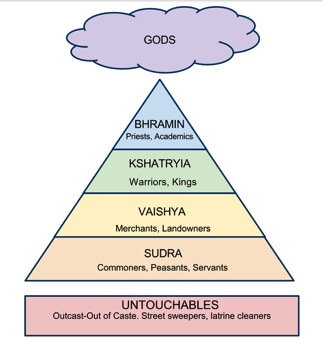 GODS
BHRAMIN
Priests, Academics
KSHATRYIA
Warriors, Kings
VAISHYA
Merchants, Landowners
SUDRA
Commoners, Peasants, Servants
UNTOUCHABLES
Outcast-Out of Caste. Street sweepers, latrine cleaners